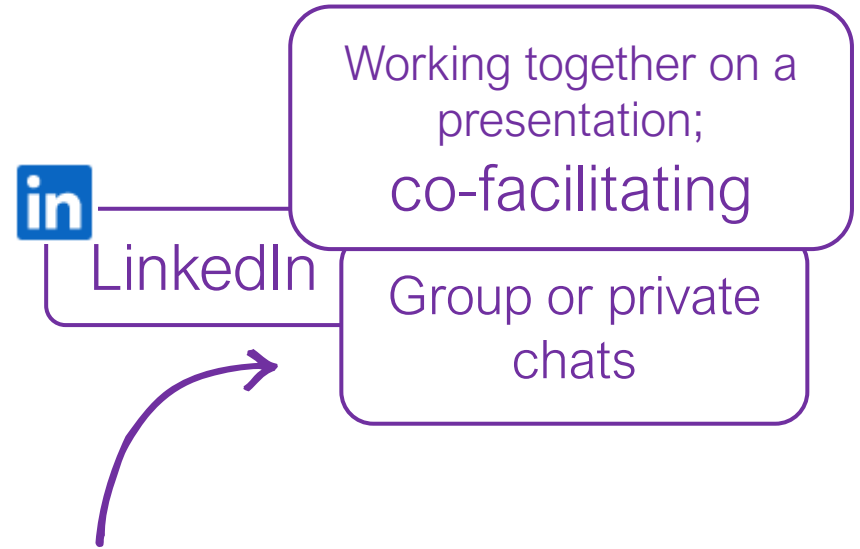 Working together on a
presentation;
co-facilitating
in
LinkedIn
Group or private
chats